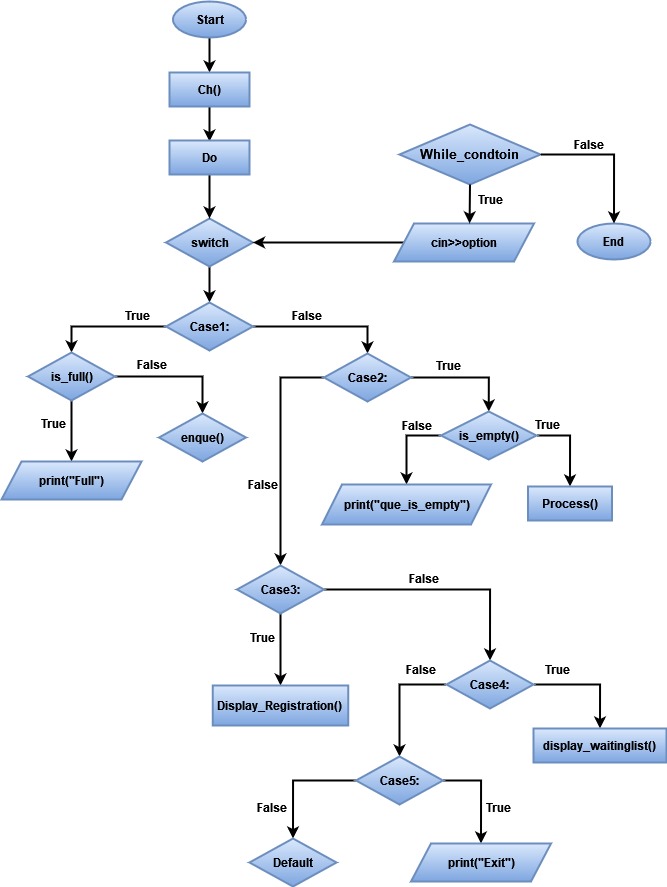 Start
Ch()
Do
While_condtoin
False
True
switch
cin>>option
End
Case1:
True
False
is_full()
False
True
enque()
print("Full")
Case2:
True
False
is_empty()
False
True
print("que_is_empty")
Process()
Case3:
False
True
Display_Registration()
Case4:
False
True
display_waitinglist()
Case5:
False
True
Default
print("Exit")